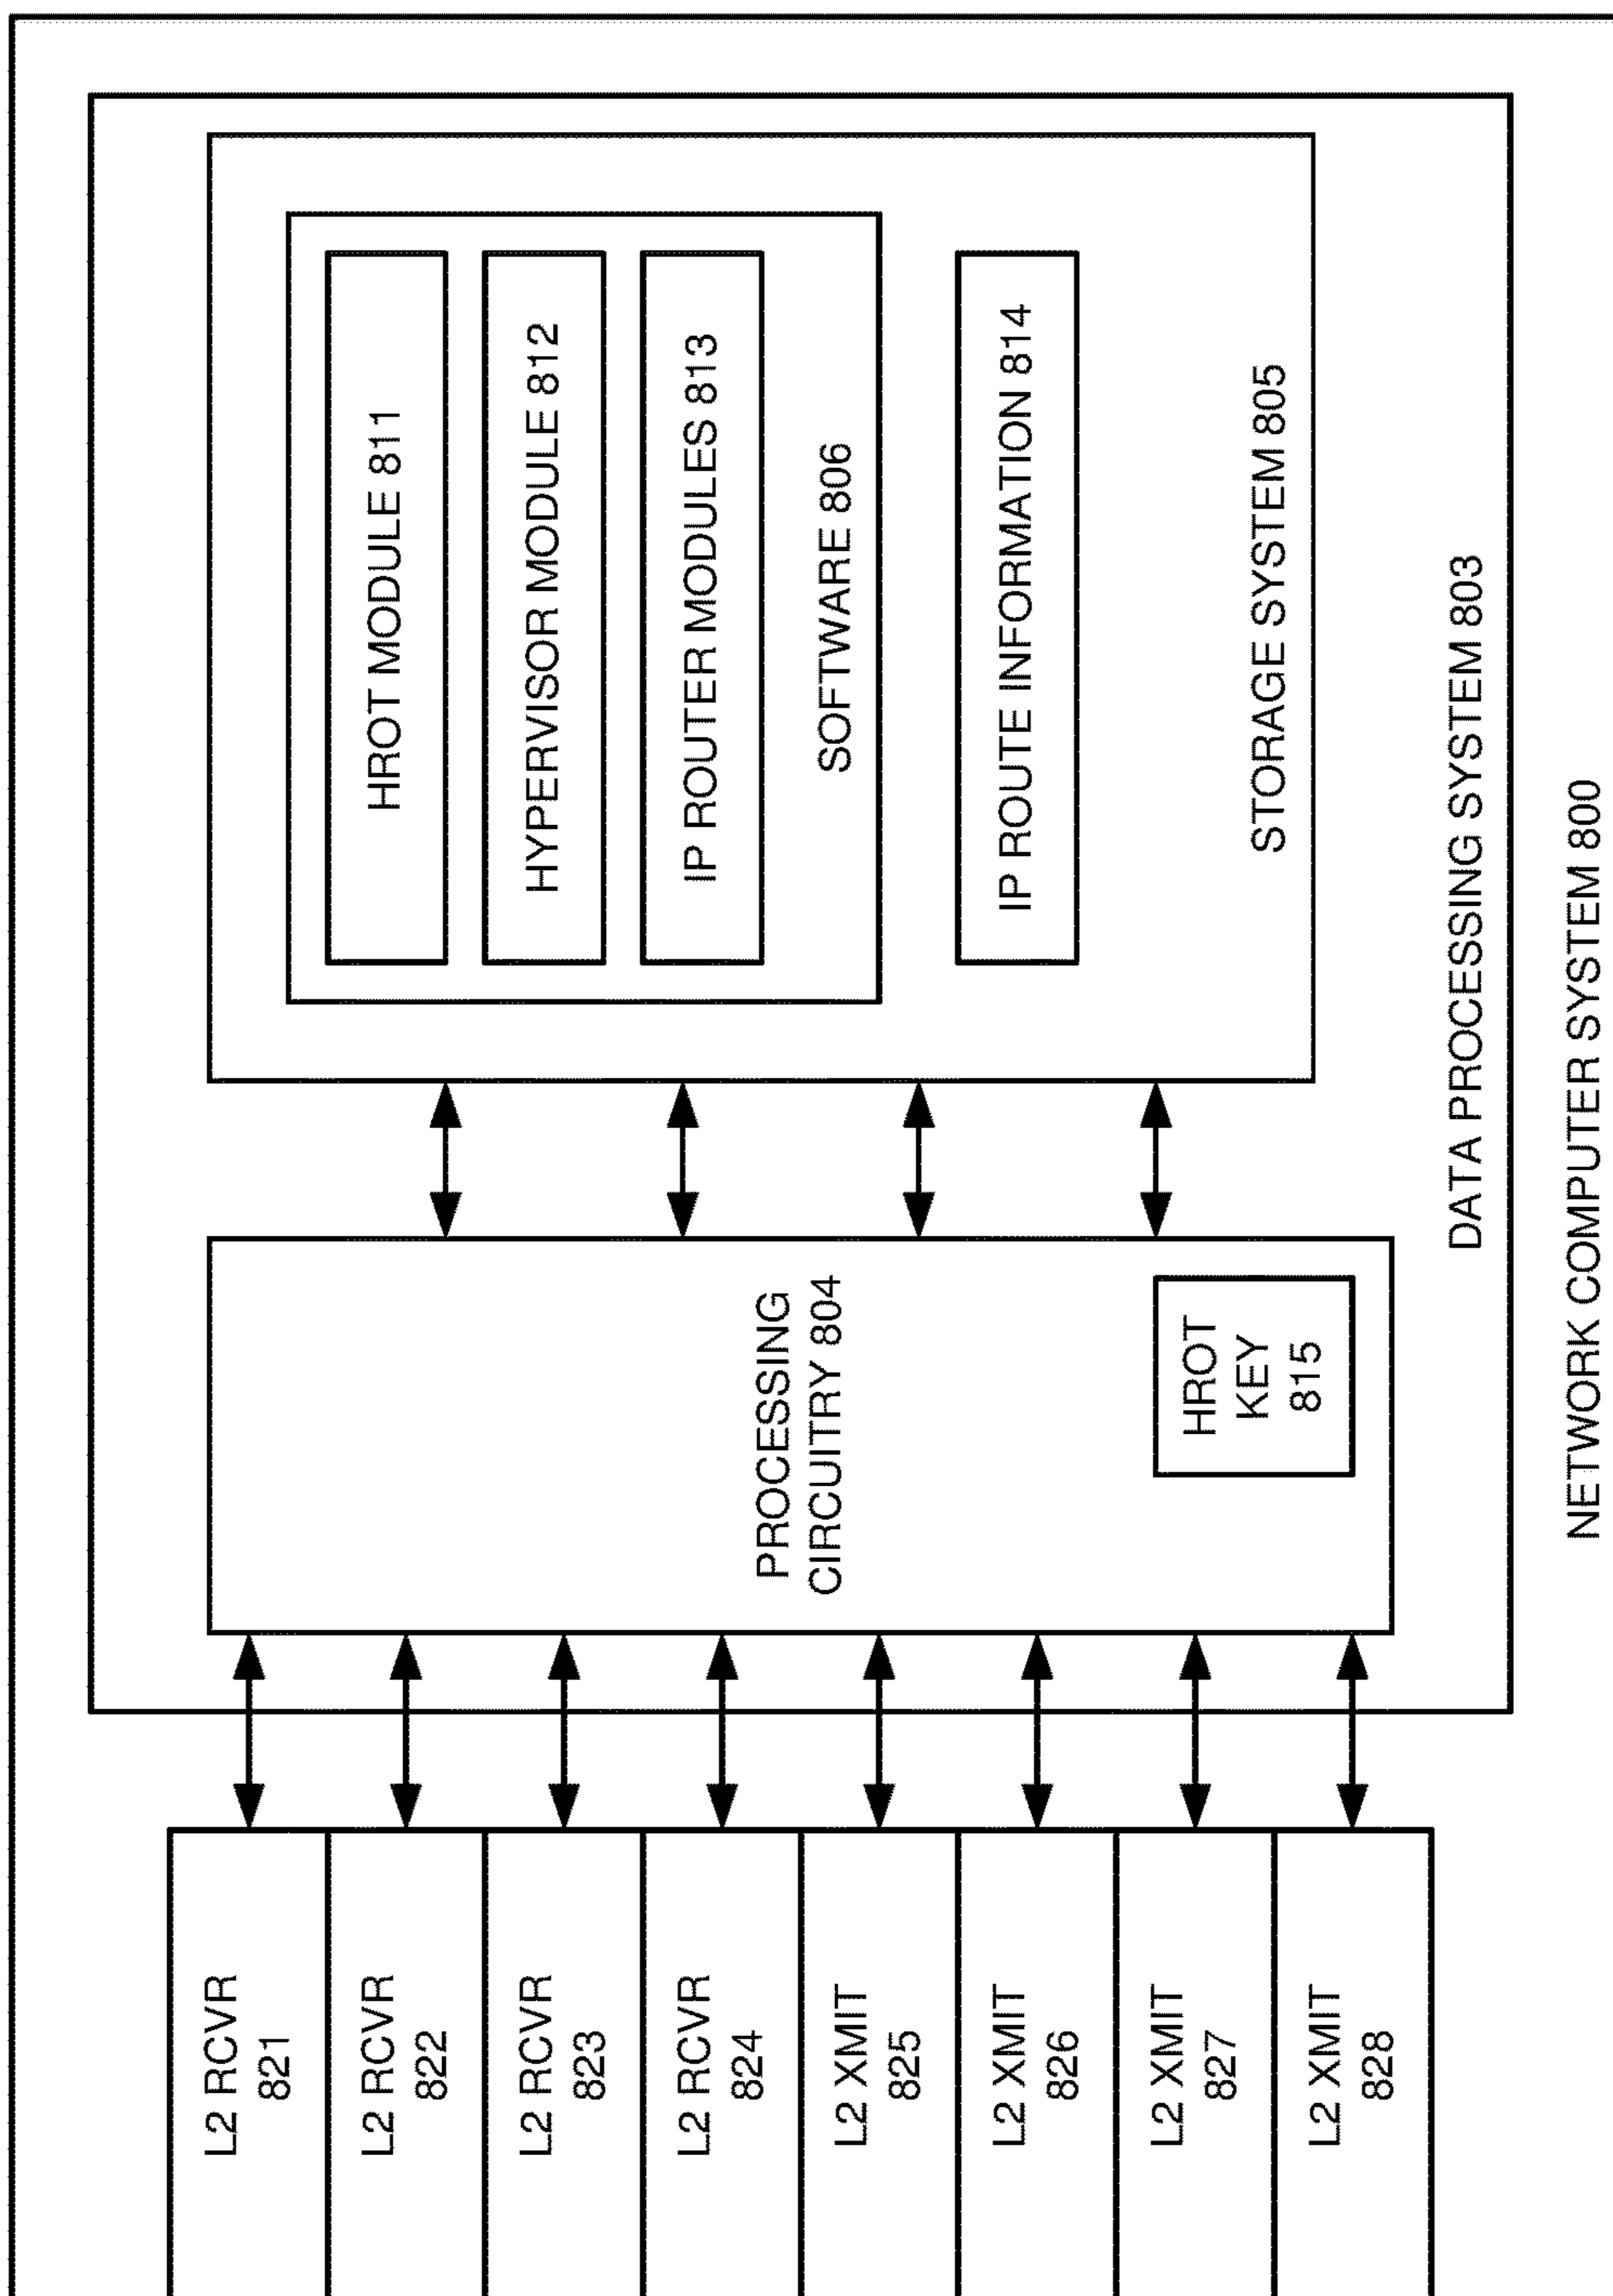 L2 RCVR
821
L2 RCVR
822
L2 RCVR
823
L2 RCVR
824
L2 XMIT
825
L2 XMIT
826
L2 XMIT
827
L2 XMIT
828
PROCESSING
CIRCUITRY 804
HROT
KEY
815
HROT MODULE 811
HYPERVISOR MODULE 812
IP ROUTER MODULES 813
SOFTWARE 806
IP ROUTE INFORMATION 814
STORAGE SYSTEM 805
DATA PROCESSING SYSTEM 803
NETWORK COMPUTER SYSTEM 800